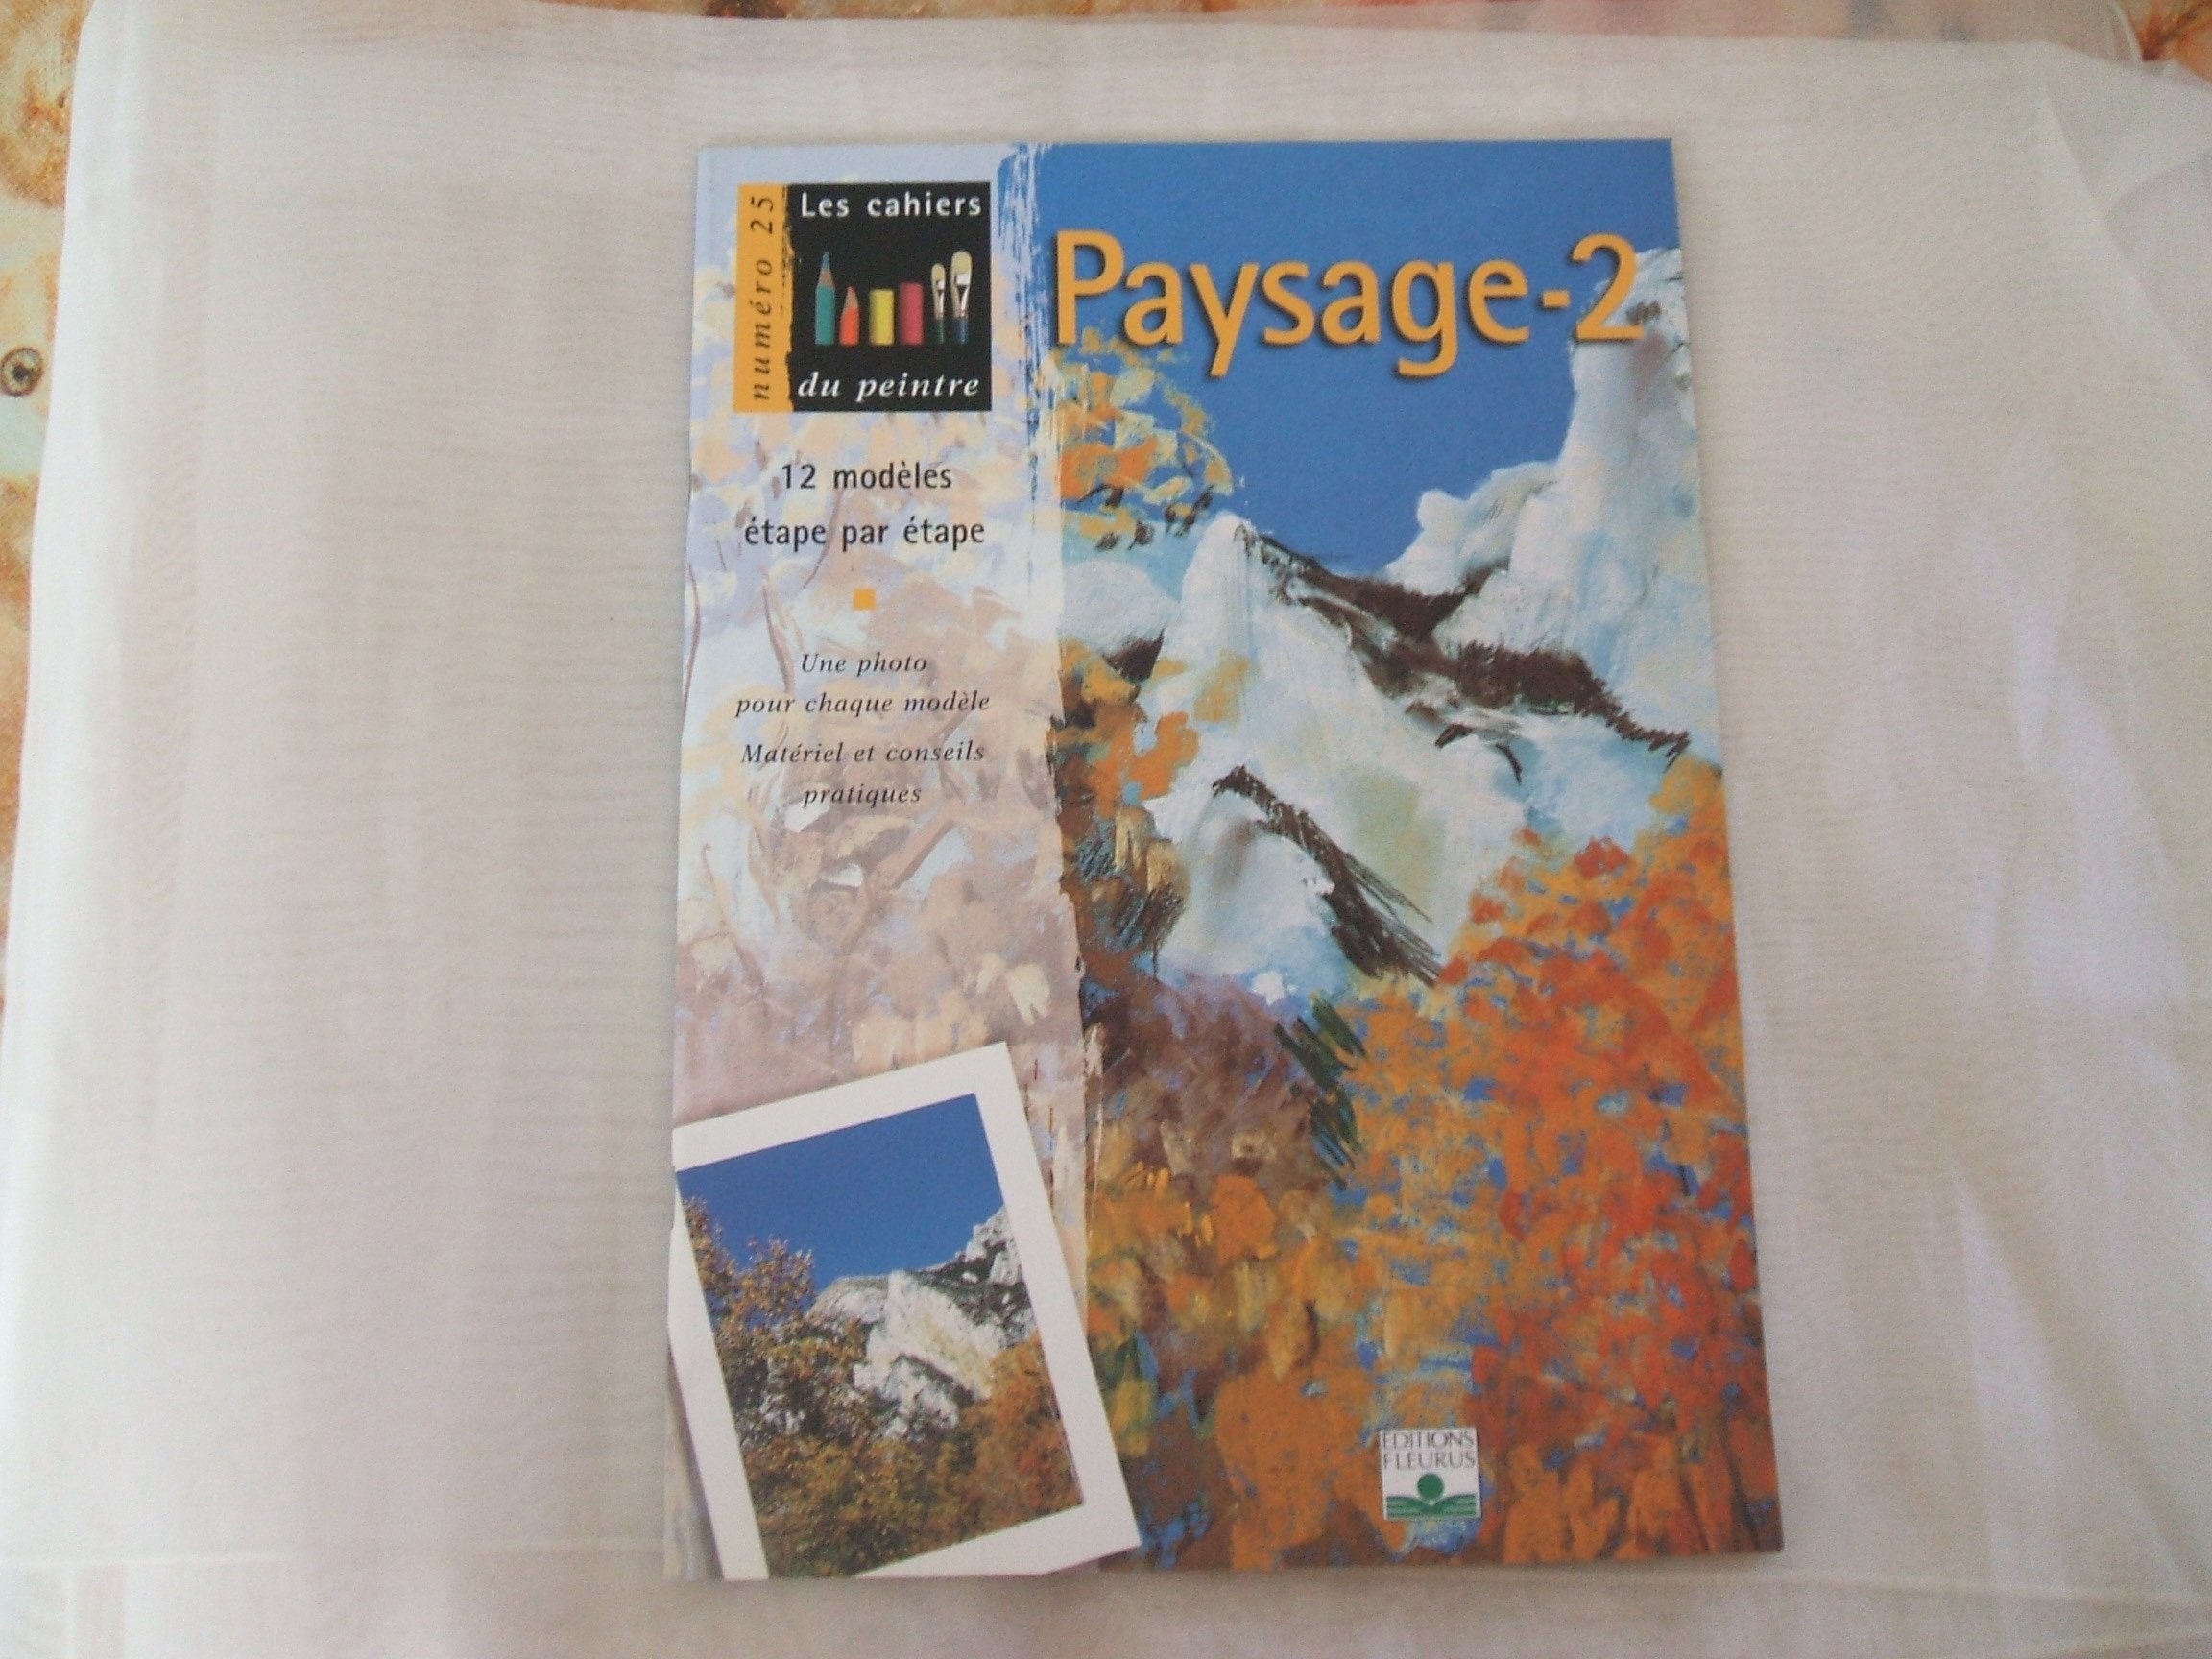 numéro 25
Les cahiers
du peintre
Paysage-2
12 modèles
étape par étape
Une photo
pour chaque modèle
Matériel et conseils
pratiques
EDITIONS
FLEURUS